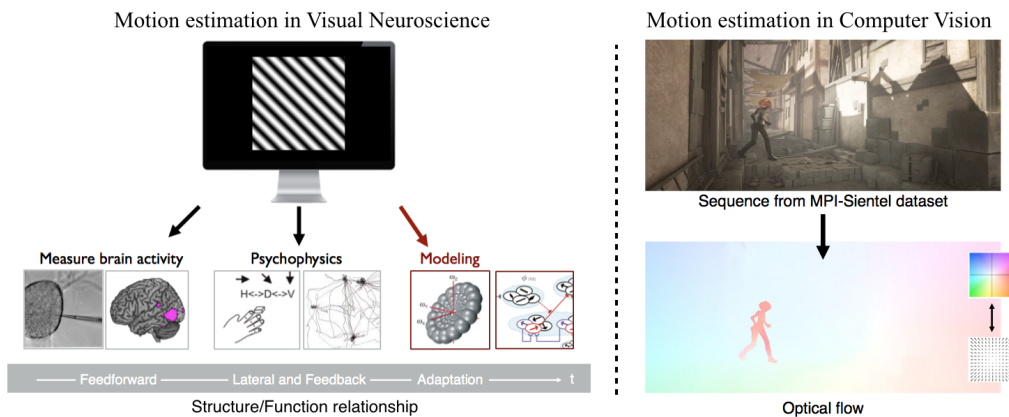 Motion estimation in Visual Neuroscience
Measure brain activity
Psychophysics
Modeling
H<->D<->V
Feedforward
Lateral and Feedback
Adaptation
t
Structure/Function relationship
Motion estimation in Computer Vision
Sequence from MPI-Sientel dataset
Optical flow